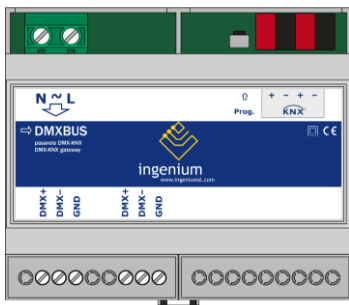 N ~ L
Prog.
+ - + -
KNX
⇨ DMXBUS
pasarela DMX-KNX
DMX-KNX gateway
CE
ingenium
www.ingeniumsl.com
DMX+
DMX-
GND
DMX+
DMX-
GND